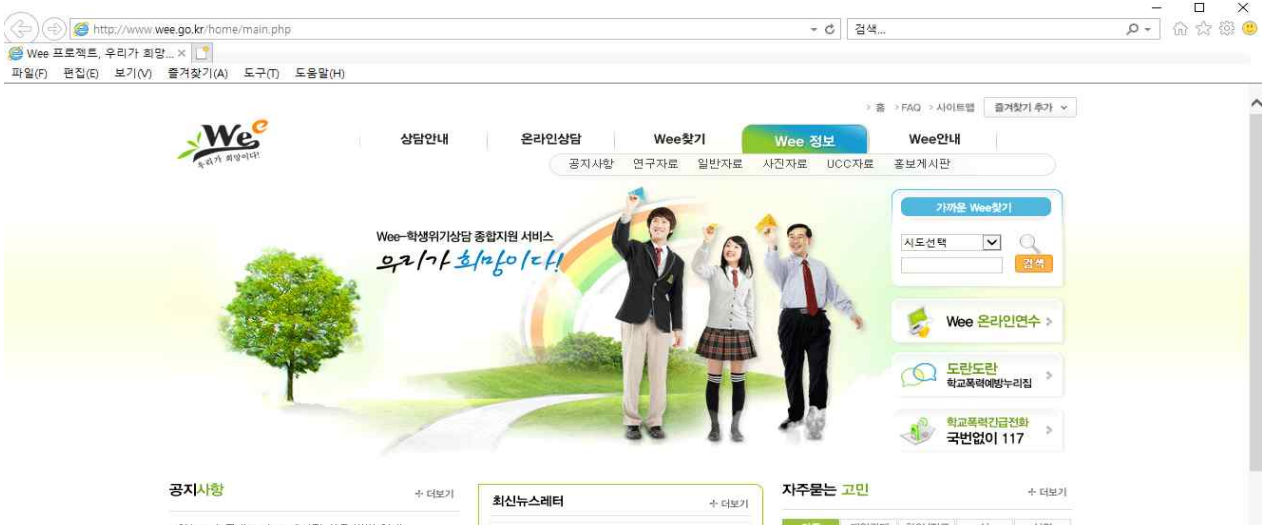 http://www.wee.go.kr/home/main.php
검색...
Wee 프로젝트, 우리가 희망...
파일(F) 편집(E) 보기(V) 즐겨찾기(A) 도구(T) 도움말(H)
> 홈 > FAQ > 사이트맵 즐겨찾기 추가
Wee
우리가 희망이다!
상담안내 온라인상담 Wee찾기 Wee 정보 Wee안내
공지사항 연구자료 일반자료 사진자료 UCC자료 홍보게시판
Wee-학생위기상담 종합지원 서비스
우리가 희망이다!
가까운 Wee찾기
시도선택
검색
Wee 온라인연수 >
도란도란
학교폭력예방누리집 >
학교폭력긴급전화
국번없이 117 >
공지사항 + 더보기
최신뉴스레터 + 더보기
자주묻는 고민 + 더보기